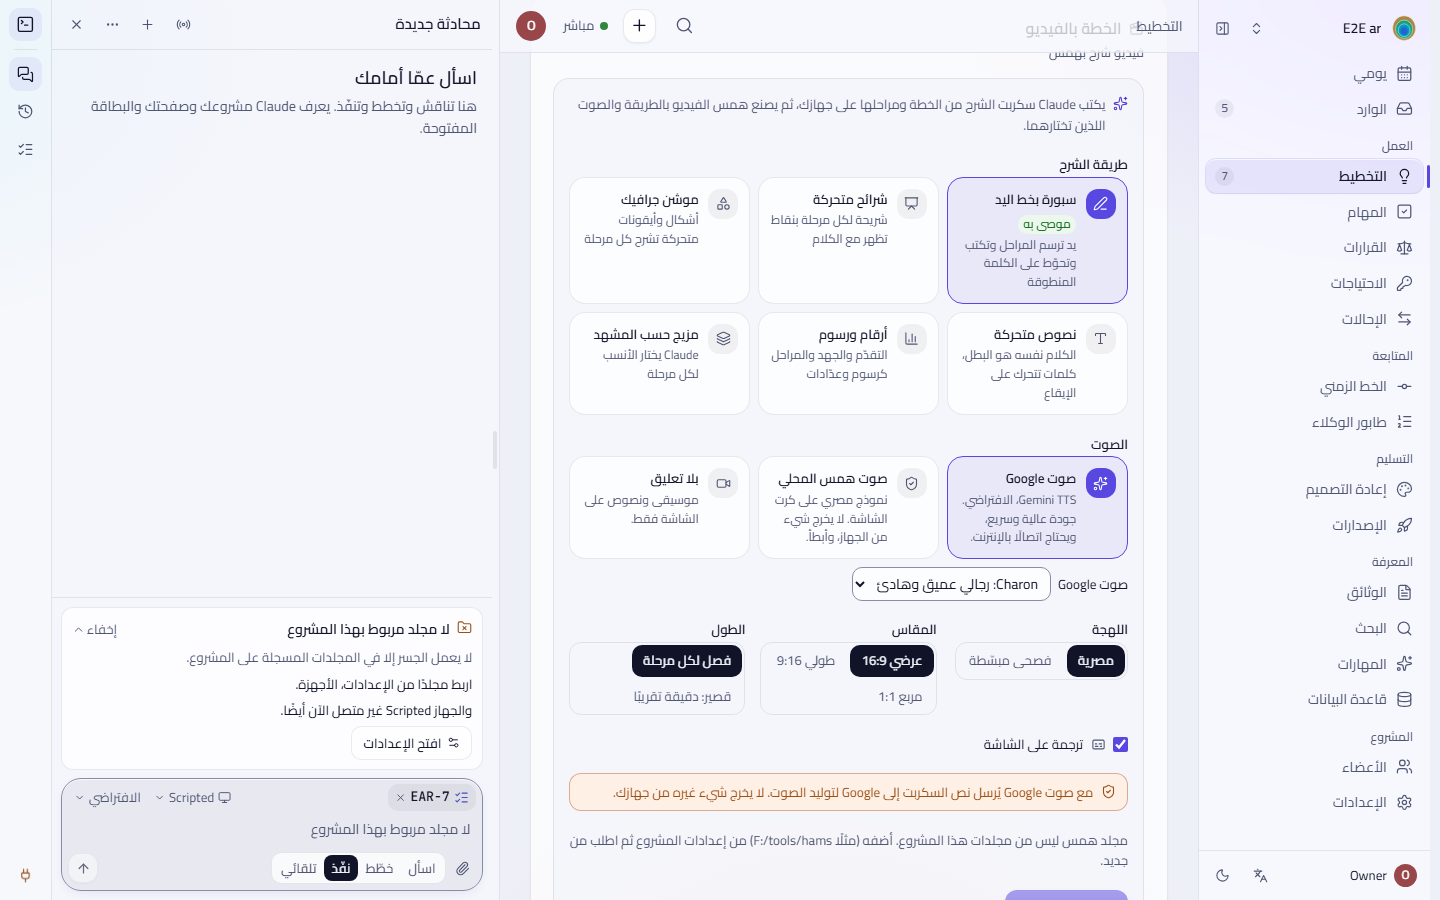 E2E ar
يومي
الوارد
5
العمل
التخطيط
7
المهام
القرارات
الاحتياجات
الإحالات
المتابعة
الخط الزمني
طابور الوكلاء
التسليم
إعادة التصميم
الإصدارات
المعرفة
الوثائق
البحث
المهارات
قاعدة البيانات
المشروع
الأعضاء
الإعدادات
O Owner
التخطيط
الخطة بالفيديو
مباشر
O
فيديو شرح بهمس
يكتب Claude سكربت الشرح من الخطة ومراحلها على جهازك، ثم يصنع همس الفيديو بالطريقة والصوت
اللذين تختارهما.
طريقة الشرح
سبورة بخط اليد
موصى به
يد ترسم المراحل وتكتب
وتحوّط على الكلمة
المنطوقة
شرائح متحركة
شريحة لكل مرحلة بنقاط
تظهر مع الكلام
موشن جرافيك
أشكال وأيقونات
متحركة تشرح كل مرحلة
نصوص متحركة
الكلام نفسه هو البطل،
كلمات تتحرك على
الإيقاع
أرقام ورسوم
التقدّم والجهد والمراحل
كرسوم وعدّادات
مزيج حسب المشهد
Claude يختار الأنسب
لكل مرحلة
الصوت
صوت Google
Gemini TTS، الافتراضي.
جودة عالية وسريع،
ويحتاج اتصالًا بالإنترنت.
صوت همس المحلي
نموذج مصري على كرت
الشاشة. لا يخرج شيء
من الجهاز، وأبطأ.
بلا تعليق
موسيقى ونصوص على
الشاشة فقط.
صوت Google
Charon: رجالي عميق وهادئ
اللهجة
مصرية
فصحى مبسّطة
المقاس
عرضي 16:9
طولي 9:16
مربع 1:1
الطول
فصل لكل مرحلة
قصير: دقيقة تقريبًا
ترجمة على الشاشة
مع صوت Google يُرسل نص السكربت إلى Google لتوليد الصوت. لا يخرج شيء غيره من جهازك.
مجلد همس ليس من مجلدات هذا المشروع. أضفه (مثلًا F:/tools/hams) من إعدادات المشروع ثم اطلب من
جديد.
محادثة جديدة
اسأل عمّا أمامك
هنا تناقش وتخطط وتنفّذ. يعرف Claude مشروعك وصفحتك والبطاقة
المفتوحة.
لا مجلد مربوط بهذا المشروع
إخفاء
لا يعمل الجسر إلا في المجلدات المسجلة على المشروع.
اربط مجلدًا من الإعدادات، الأجهزة.
والجهاز Scripted غير متصل الآن أيضًا.
افتح الإعدادات
EAR-7
Scripted
الافتراضي
لا مجلد مربوط بهذا المشروع
اسأل
خطّط
نفّذ
تلقائي